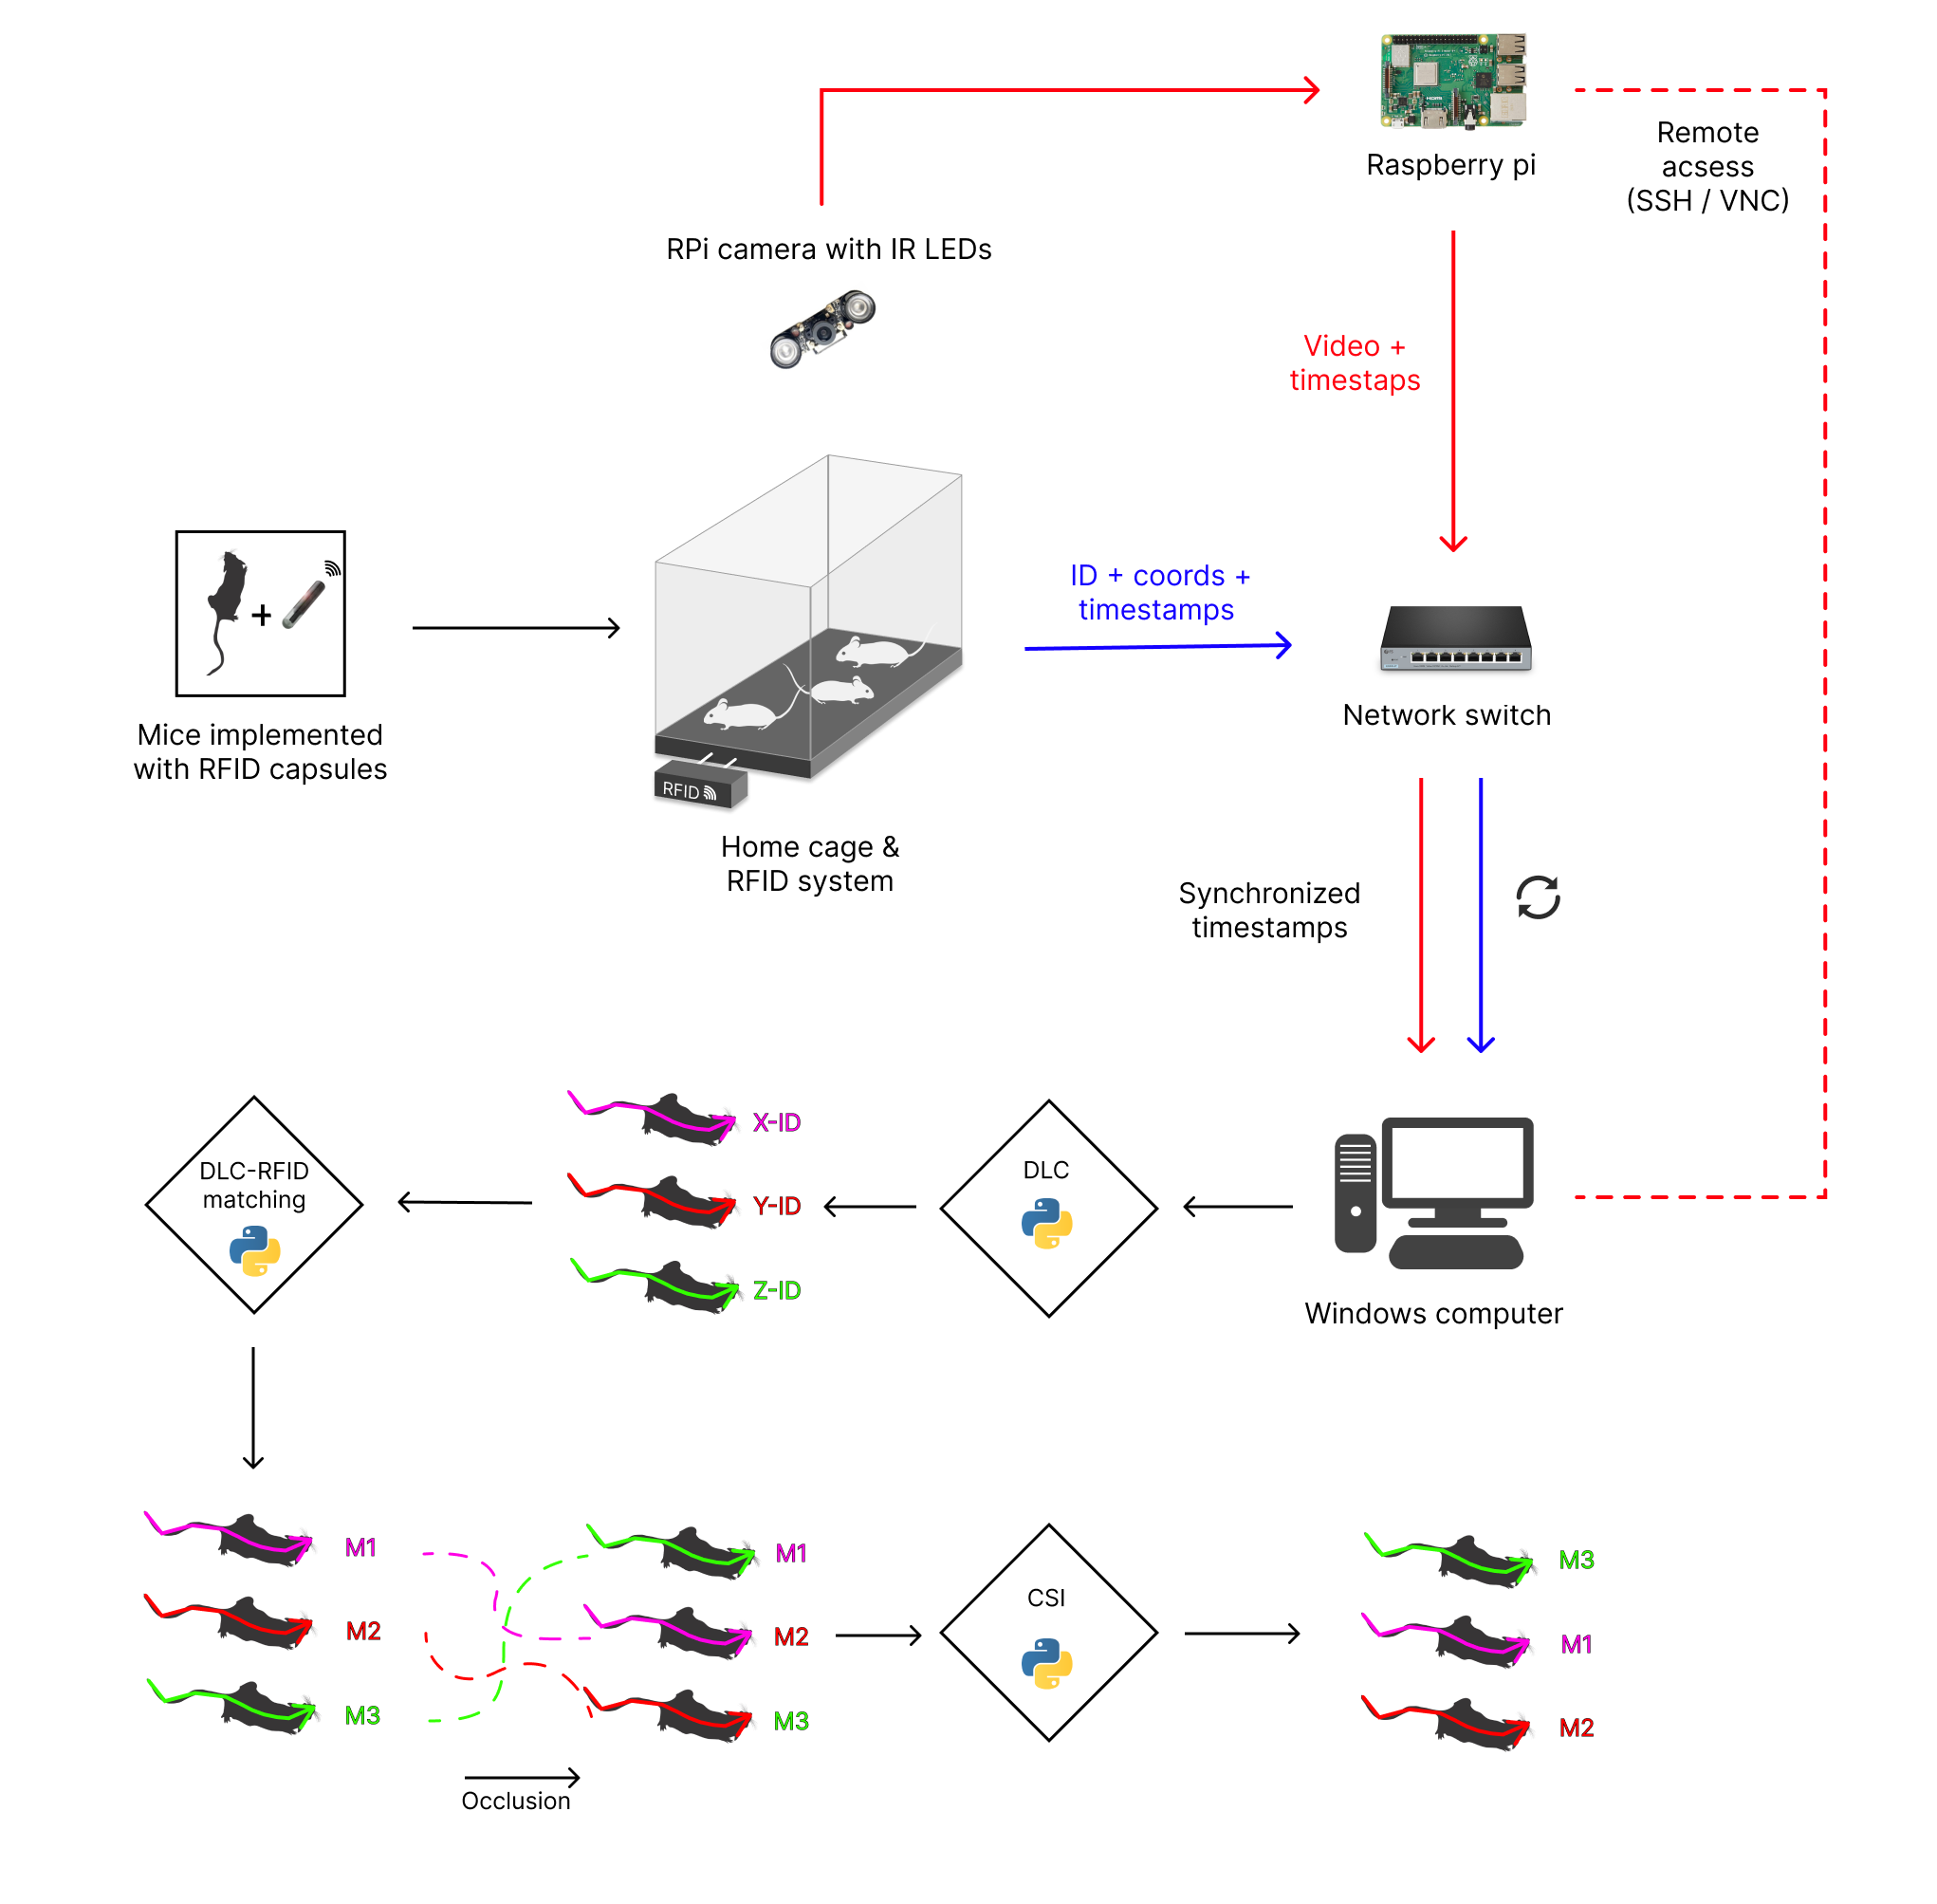 Raspberry pi
Remote
acsess
(SSH / VNC)
RPi camera with IR LEDs
Video +
timestaps
ID + coords +
timestamps
+
Mice implemented
with RFID capsules
RFID
Home cage &
RFID system
Network switch
Synchronized
timestamps
DLC-RFID
matching
X-ID
Y-ID
Z-ID
DLC
Windows computer
M1
M2
M3
M1
M2
M3
CSI
M3
M1
M2
Occlusion